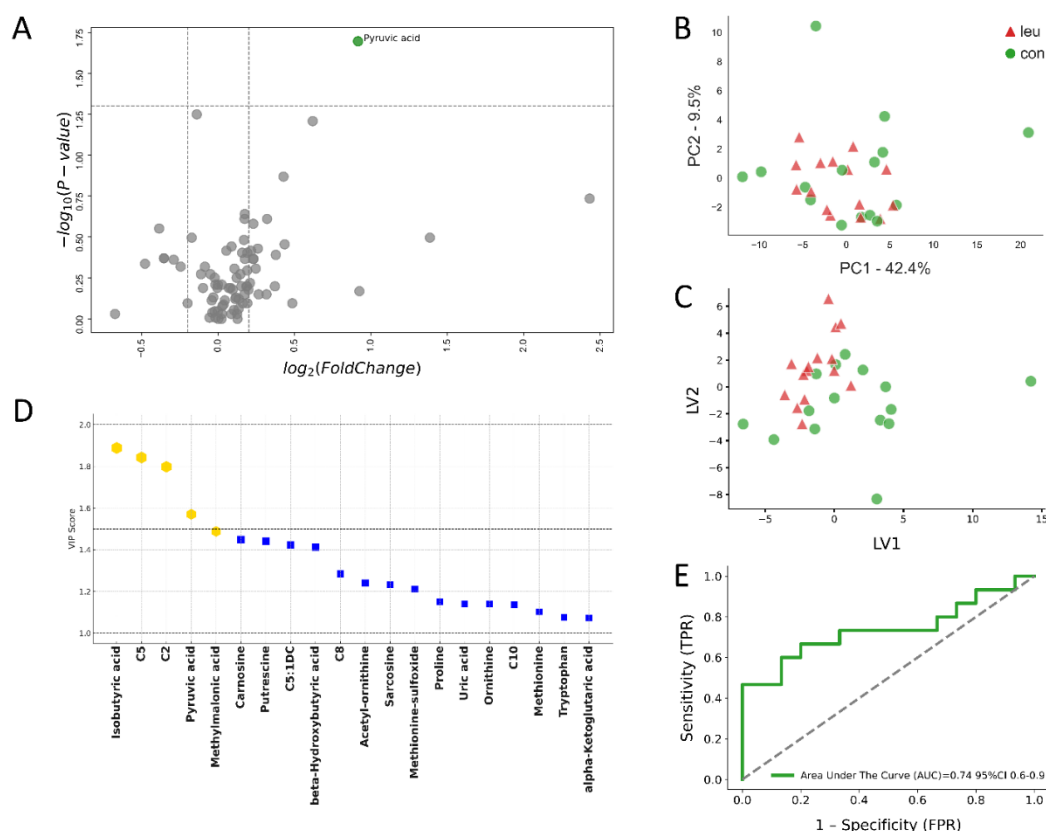 A
1.75
1.50
1.25
1.00
0.75
0.50
0.25
0.00
−log₁₀(P − value)
Pyruvic acid
−0.5
0.0
0.5
1.0
1.5
2.0
2.5
log₂(FoldChange)
B
leu
con
10
8
6
4
2
0
−2
PC2 - 9.5%
−10
−5
0
5
10
15
20
PC1 - 42.4%
C
6
4
2
0
−2
−4
−6
−8
LV2
−5
0
5
10
15
LV1
D
2.0
1.8
1.6
1.4
1.2
1.0
VIP Score
Isobutyric acid
C5
C2
Pyruvic acid
Methylmalonic acid
Carnosine
Putrescine
C5:1DC
beta-Hydroxybutyric acid
C8
Acetyl-ornithine
Sarcosine
Methionine-sulfoxide
Proline
Uric acid
Ornithine
C10
Methionine
Tryptophan
alpha-Ketoglutaric acid
E
1.0
0.8
0.6
0.4
0.2
0.0
Sensitivity (TPR)
Area Under The Curve (AUC)=0.74 95%CI 0.6-0.9
0.0
0.2
0.4
0.6
0.8
1.0
1 – Specificity (FPR)